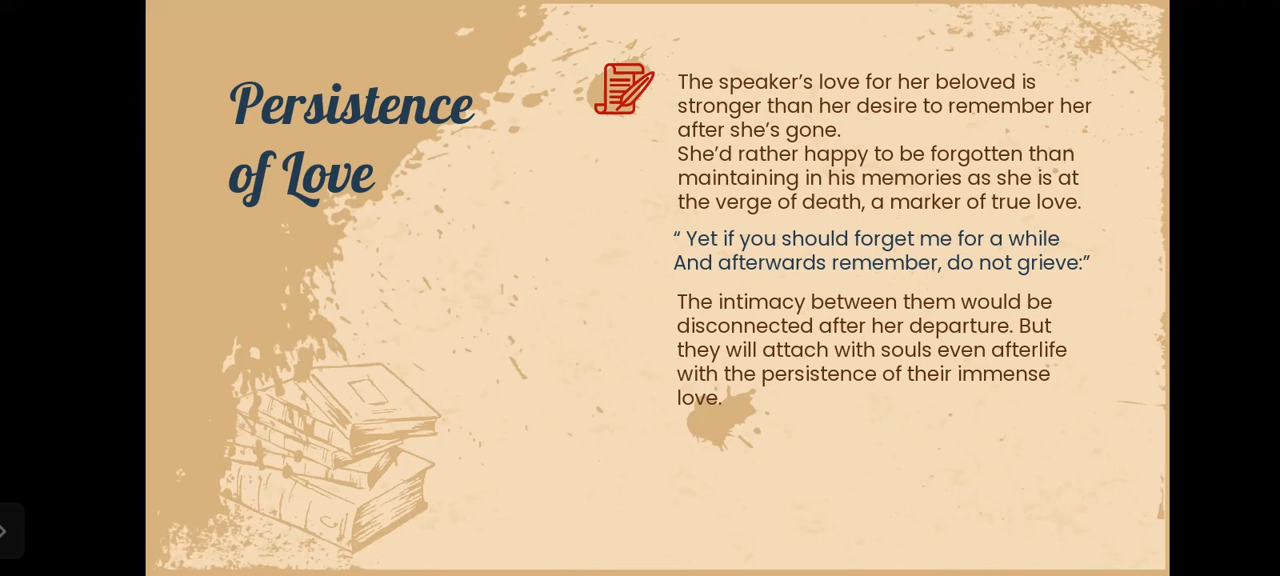 Persistence
of Love
The speaker’s love for her beloved is
stronger than her desire to remember her
after she’s gone.
She’d rather happy to be forgotten than
maintaining in his memories as she is at
the verge of death, a marker of true love.
“ Yet if you should forget me for a while
And afterwards remember, do not grieve:”
The intimacy between them would be
disconnected after her departure. But
they will attach with souls even afterlife
with the persistence of their immense
love.